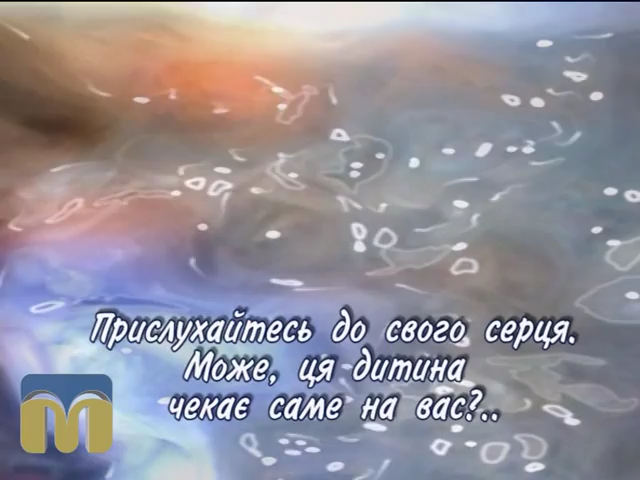 Прислухайтесь до свого серця.
Може, ця дитина
чекає саме на вас?..
M